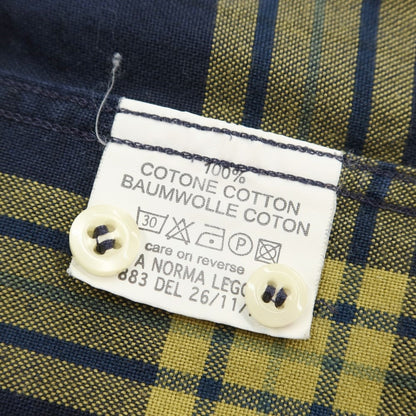 100%
COTONE COTTON
BAUMWOLLE COTON
30 P
care on reverse
A NORMA LEGG
883 DEL 26/11/